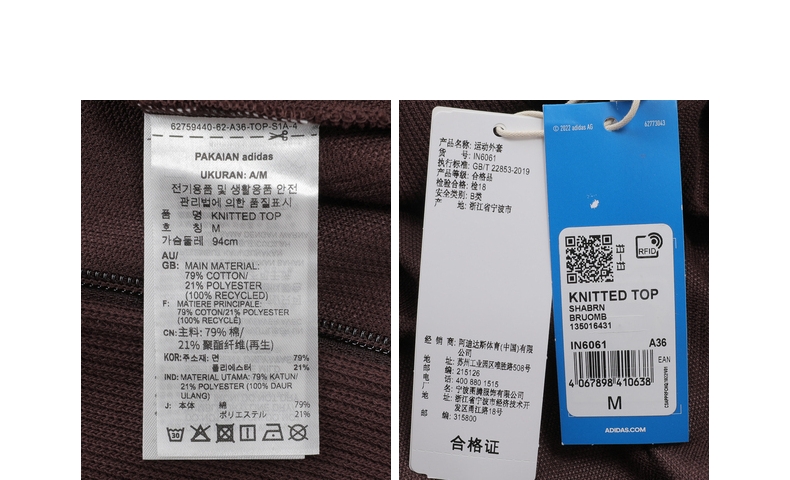 62759440-62-A36-TOP-S1A-4
PAKAIAN adidas
UKURAN: A/M
전기용품 및 생활용품 안전
관리법에 의한 품질표시
품 명 KNITTED TOP
호 칭 M
가슴둘레 94cm
AU/
GB: MAIN MATERIAL:
79% COTTON/
21% POLYESTER
(100% RECYCLED)
F: MATIERE PRINCIPALE:
79% COTON/21% POLYESTER
(100% RECYCLÉ)
CN: 主料: 79% 棉/
21% 聚酯纤维(再生)
KOR: 주소재: 면 79%
폴리에스터 21%
IND: MATERIAL UTAMA: 79% KATUN/
21% POLYESTER (100% DAUR
ULANG)
J: 本体 綿 79%
ポリエステル 21%
产品名称: 运动外套
货 号: IN6061
执行标准: GB/T 22853-2019
产品等级: 合格品
检验合格: 检18
安全类别: B类
产 地: 浙江省宁波市
经 销 商: 阿迪达斯体育(中国)有限
公司
地 址: 苏州工业园区唯胜路508号
邮 编: 215126
电 话: 400 880 1515
厂 名: 宁波 服饰有限公司
地 址: 浙江省宁波市经济技术开
发区 江路18号
邮 编: 315800
合格证
© 2022 adidas AG
62773043
RFID
KNITTED TOP
SHABRN
BRUOMB
135016431
IN6061 A36
EAN
4 067898 410638
M
ADIDAS.COM